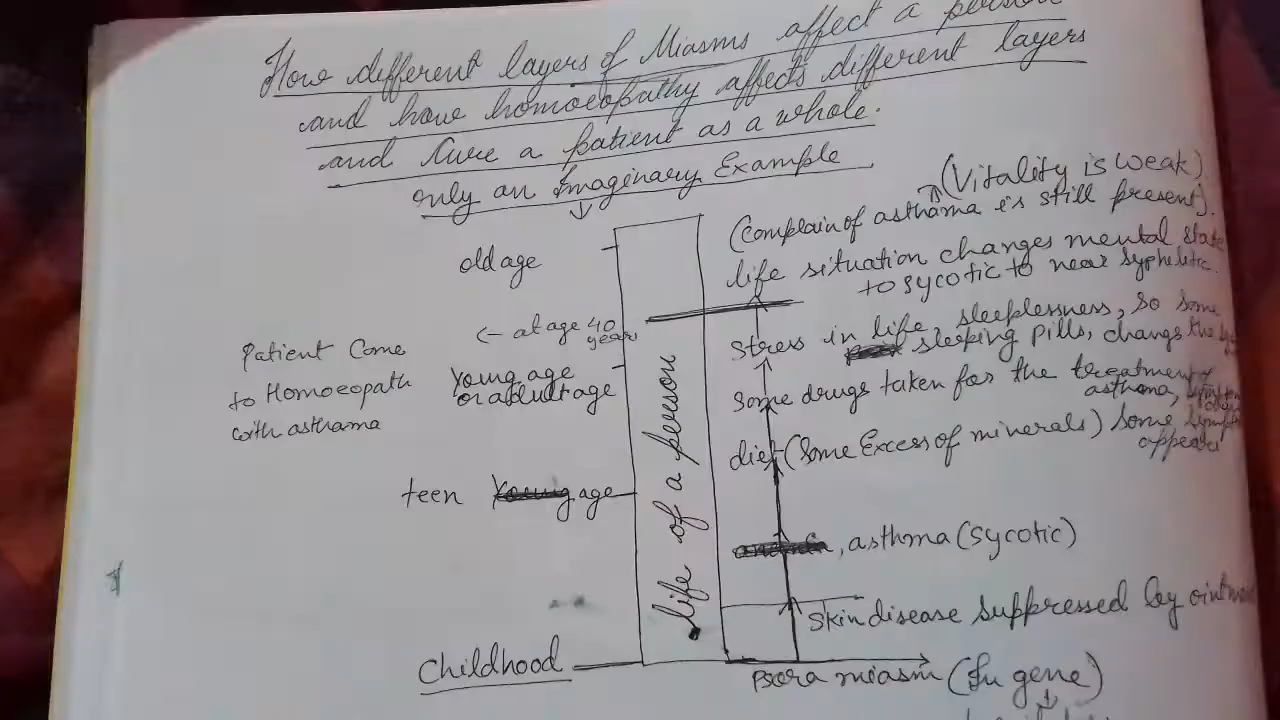 How different layers of Miasms affect a person
and how homoeopathy affects different layers
and Cure a patient as a whole.
only an Imaginary Example
(Vitality is weak).
(Complain of asthama is still present).
old age
life situation changes mental state
to sycotic to near syphelitic.
← at age 40
years
Stress in life, sleeplessness, so some
sleeping pills, change the
Patient Come
to Homoeopath
with asthama
Young age
or adult age
Some drugs taken for the treatment of
asthama,
diet (Some Excess of minerals) Some
appear
life of a person
teen age
, asthma (Sycotic)
Skin disease suppressed by ointment
Childhood
Psora miasm (In gene)